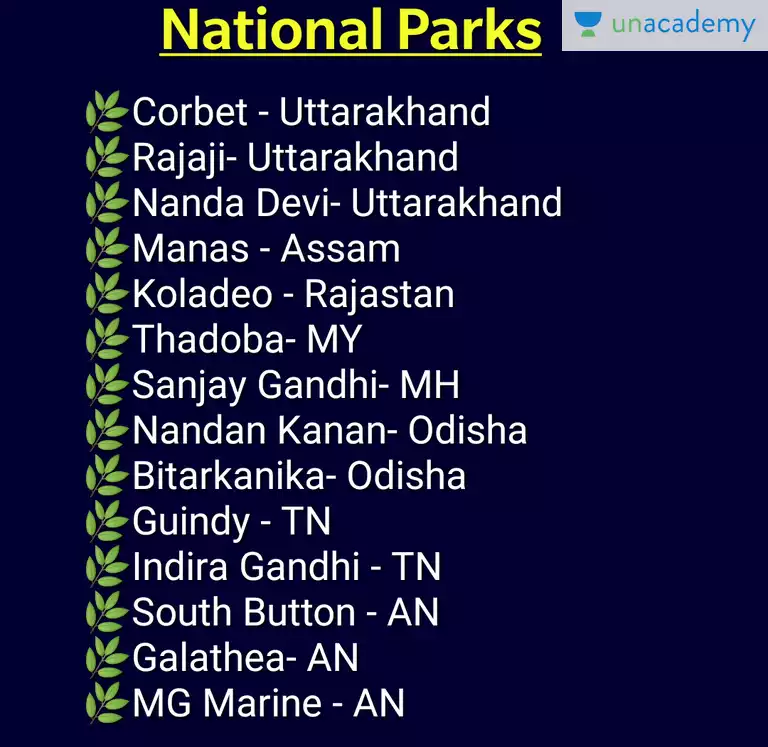 National Parks
unacademy
Corbet - Uttarakhand
Rajaji- Uttarakhand
Nanda Devi- Uttarakhand
Manas - Assam
Koladeo - Rajastan
Thadoba- MY
Sanjay Gandhi- MH
Nandan Kanan- Odisha
Bitarkanika- Odisha
Guindy - TN
Indira Gandhi - TN
South Button - AN
Galathea- AN
MG Marine - AN